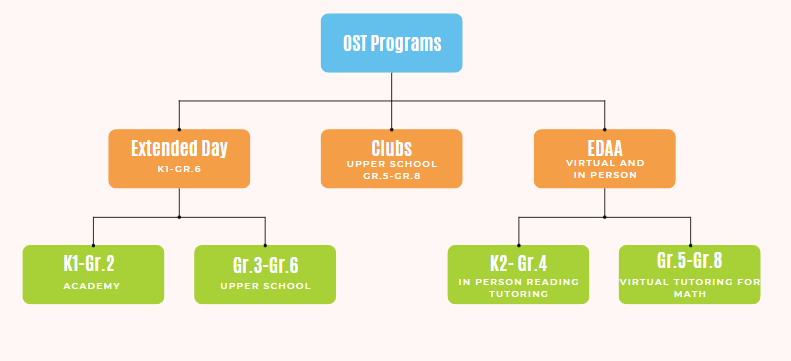 OST Programs
Extended Day
K1-GR.6
Clubs
UPPER SCHOOL
GR.5-GR.8
EDAA
VIRTUAL AND
IN PERSON
K1-Gr.2
ACADEMY
Gr.3-Gr.6
UPPER SCHOOL
K2- Gr.4
IN PERSON READING
TUTORING
Gr.5-Gr.8
VIRTUAL TUTORING FOR
MATH